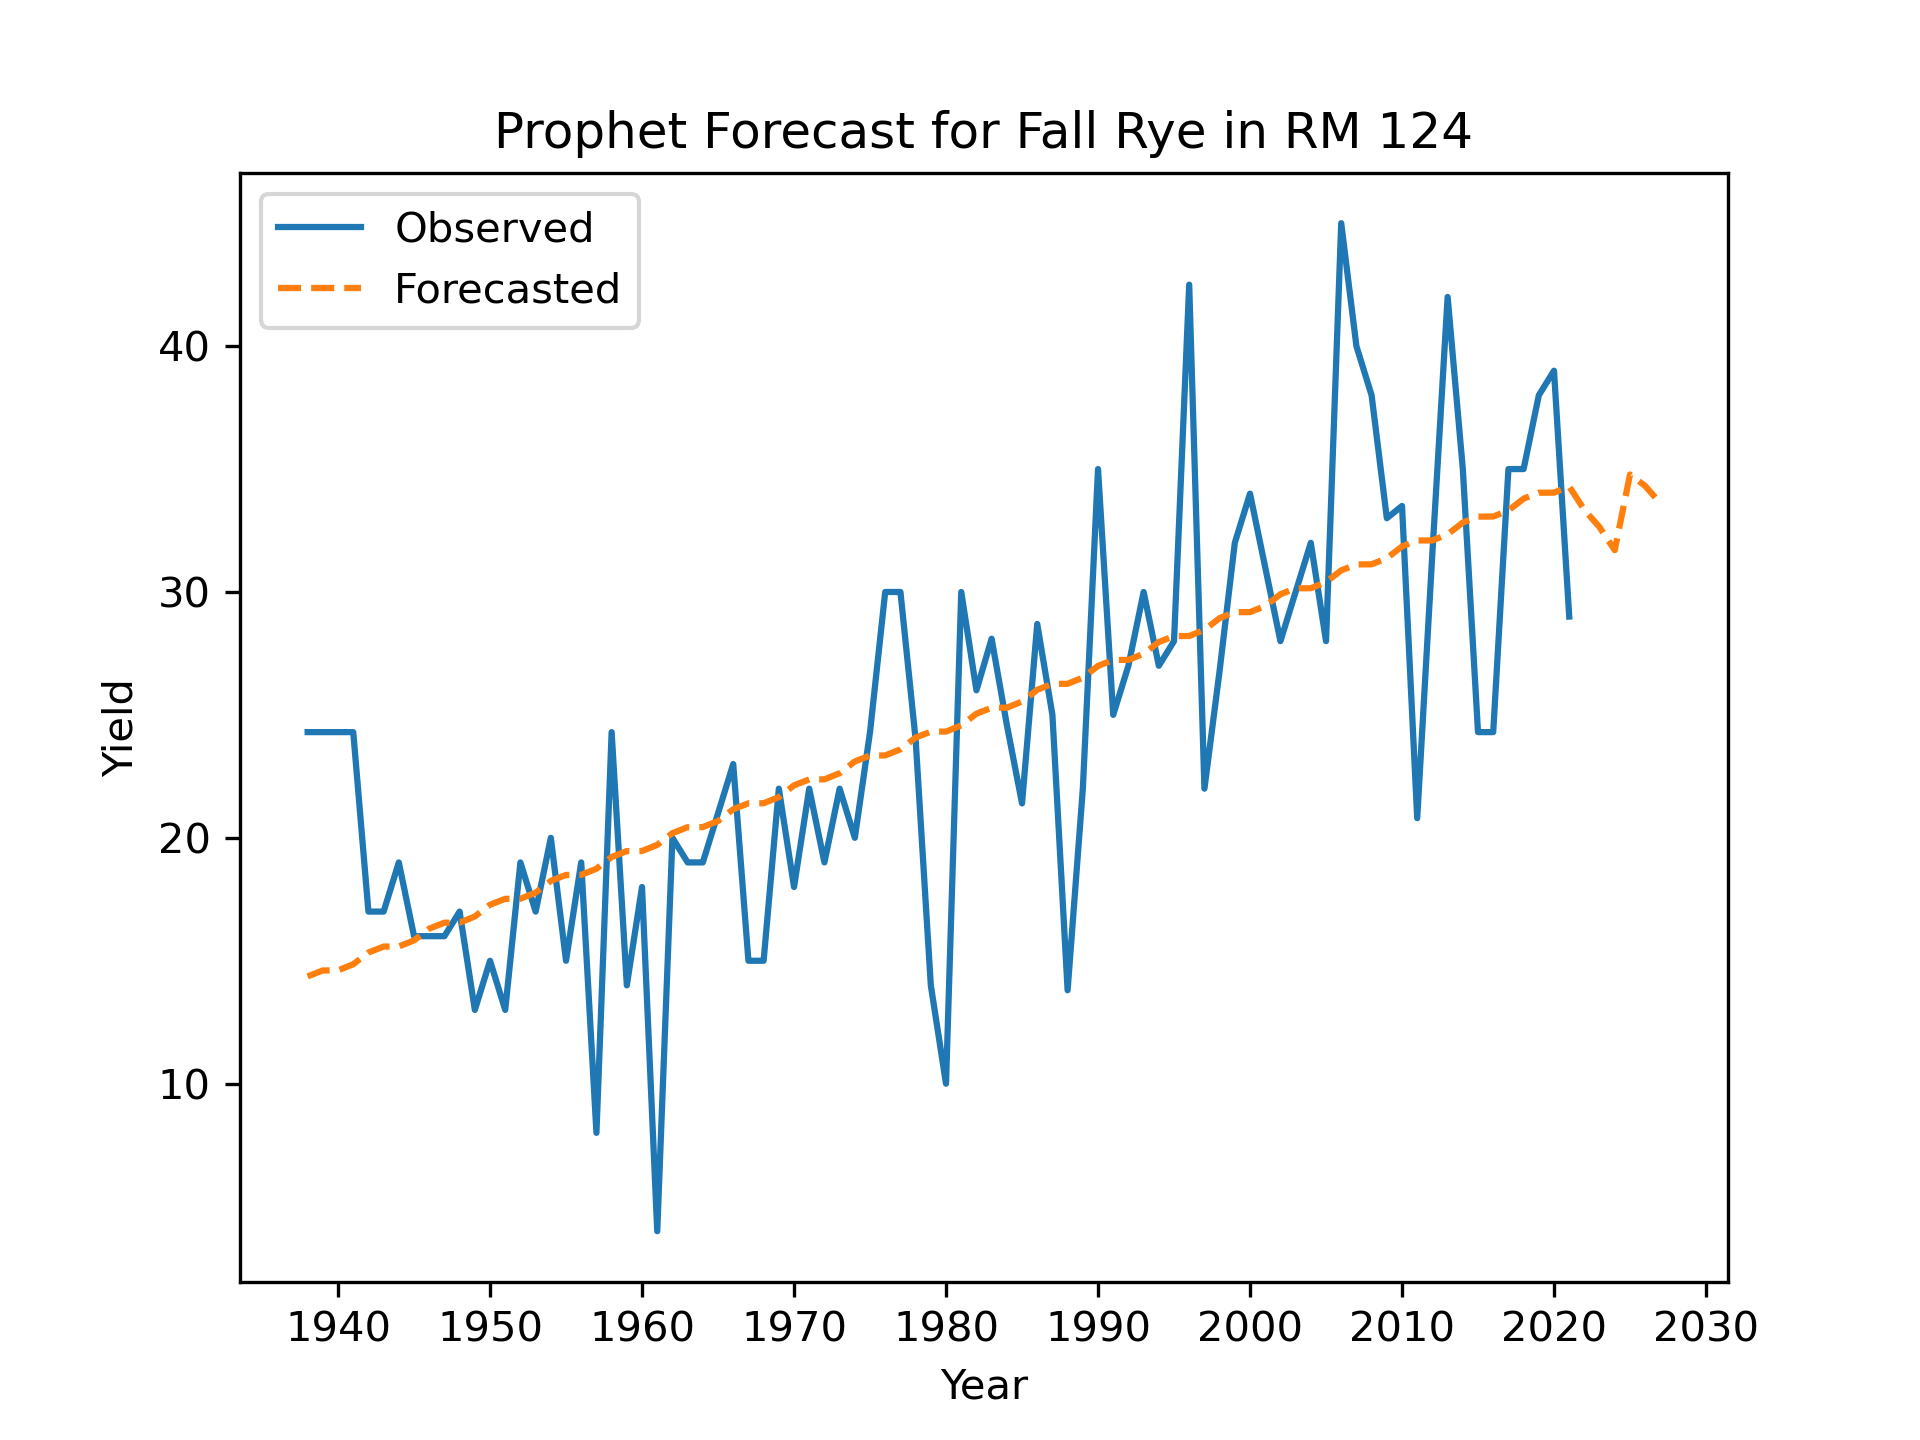 Prophet Forecast for Fall Rye in RM 124
Observed
Forecasted
40
30
20
10
Yield
1940 1950 1960 1970 1980 1990 2000 2010 2020 2030
Year